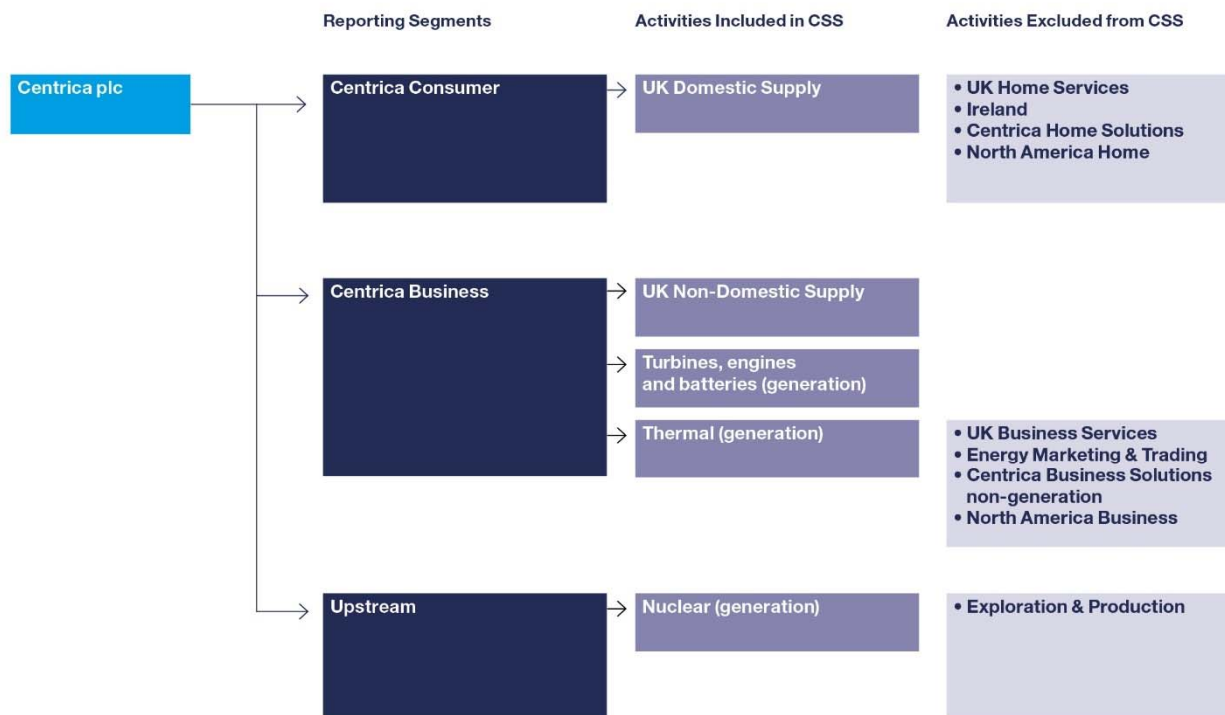 Reporting Segments
Activities Included in CSS
Activities Excluded from CSS
Centrica plc
Centrica Consumer
UK Domestic Supply
• UK Home Services
• Ireland
• Centrica Home Solutions
• North America Home
Centrica Business
UK Non-Domestic Supply
Turbines, engines
and batteries (generation)
Thermal (generation)
• UK Business Services
• Energy Marketing & Trading
• Centrica Business Solutions
non-generation
• North America Business
Upstream
Nuclear (generation)
• Exploration & Production